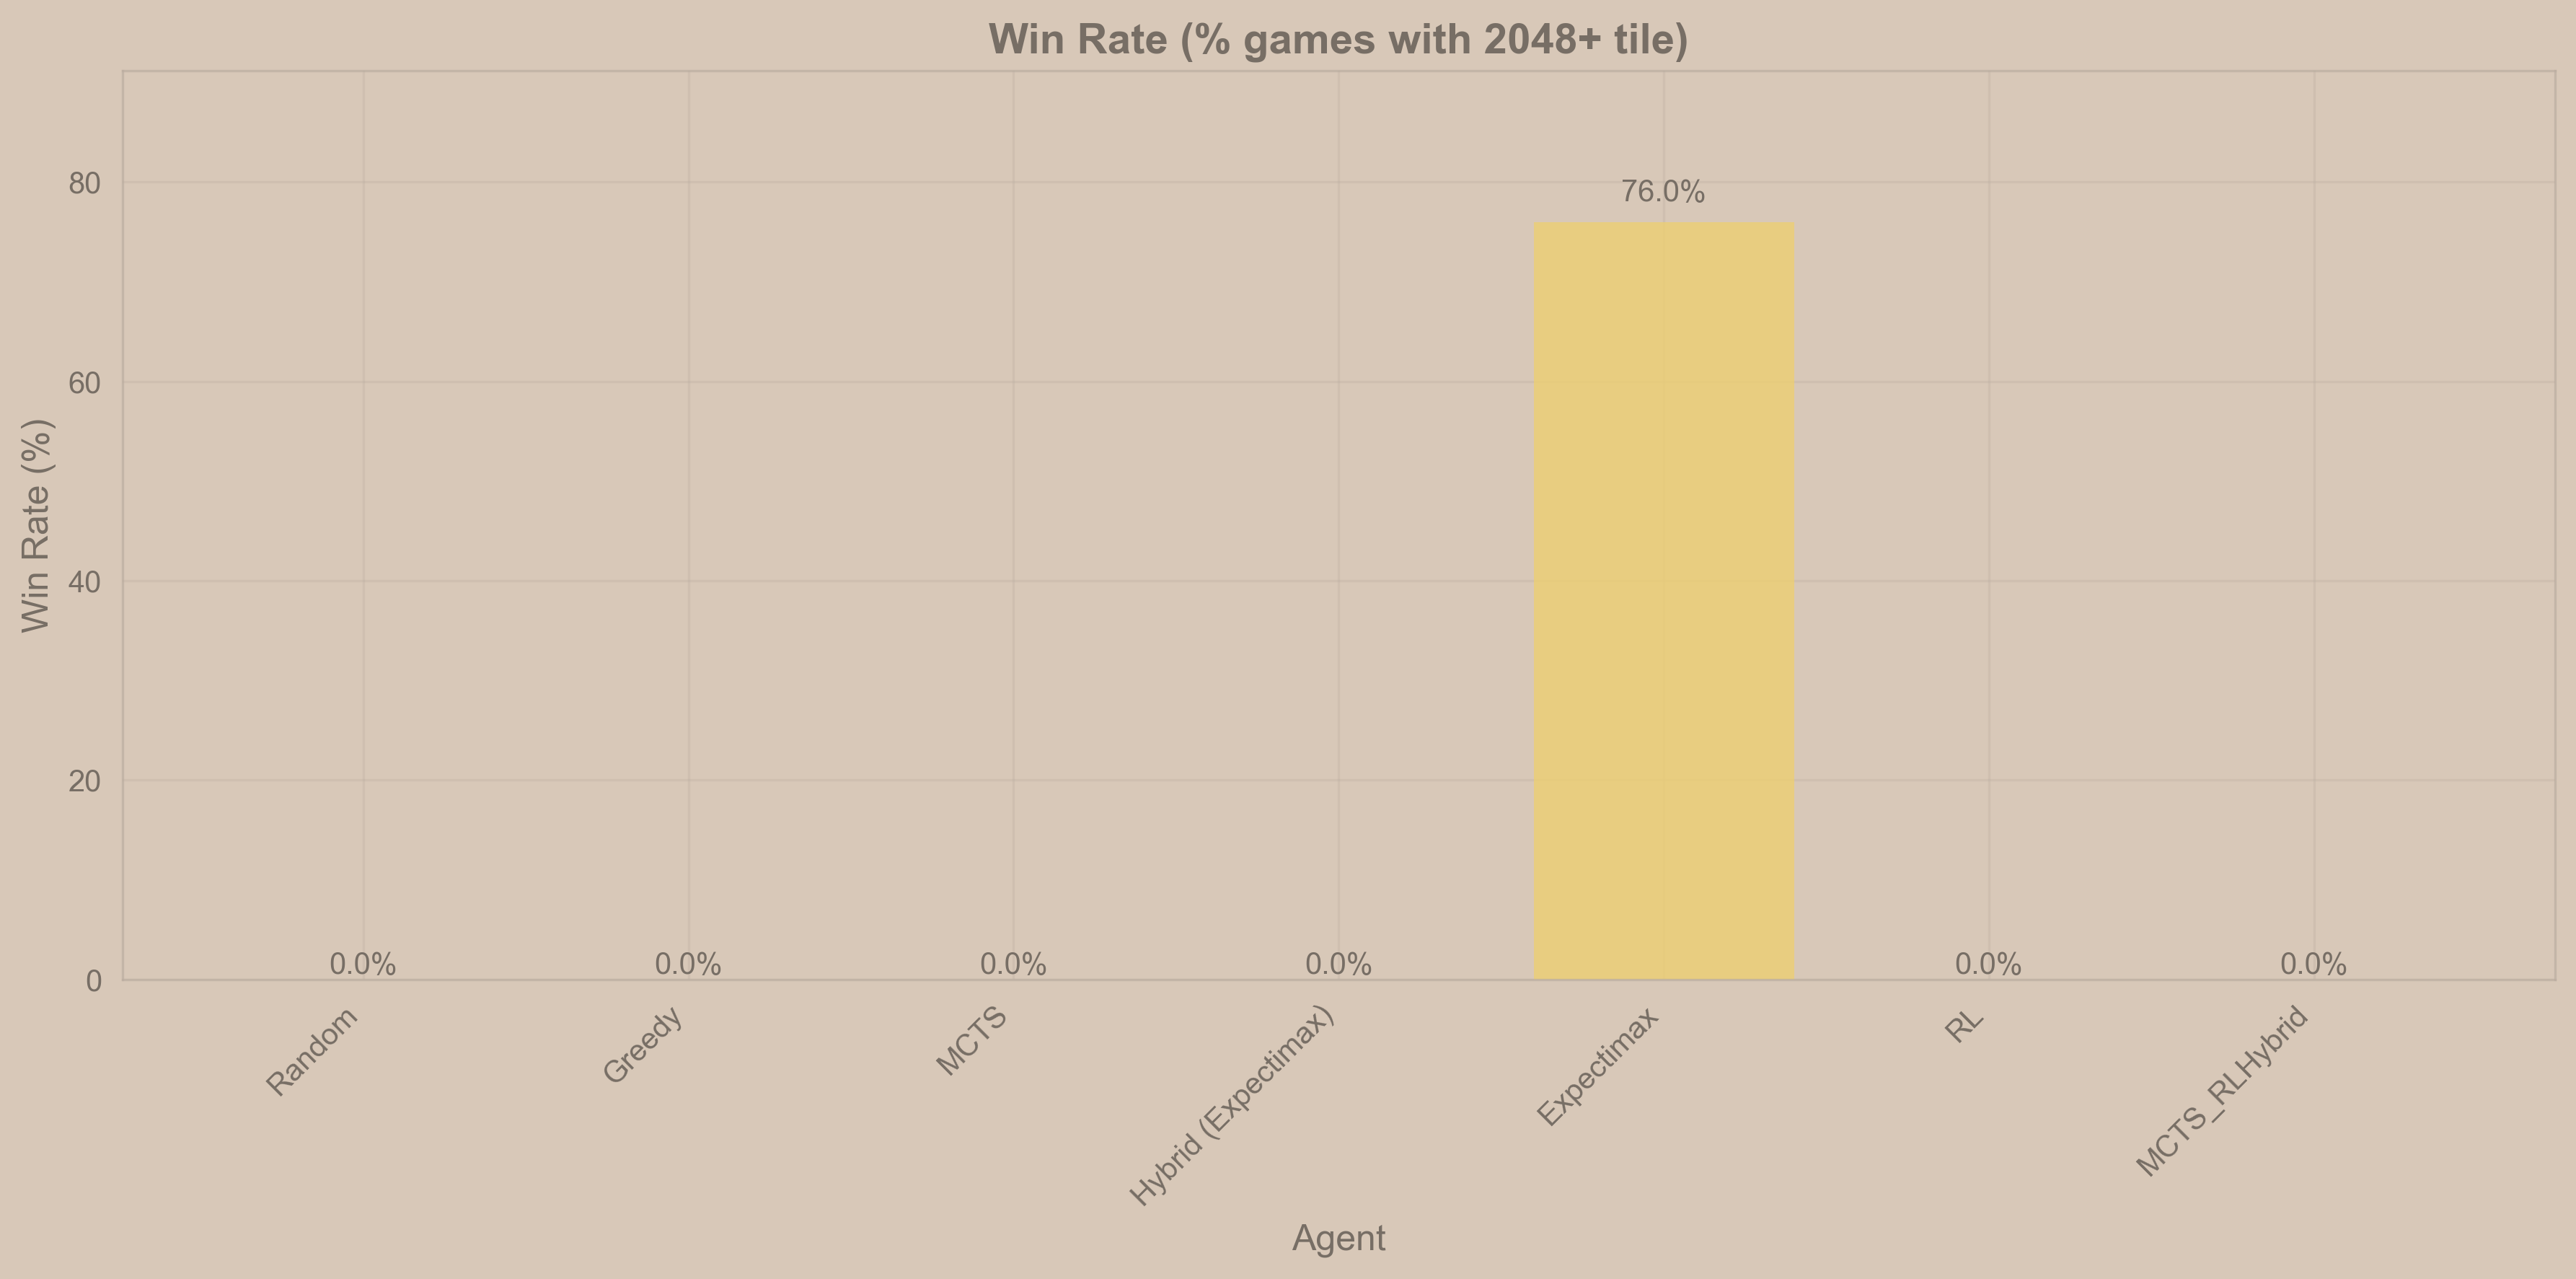 Win Rate (% games with 2048+ tile)
Win Rate (%)
80
60
40
20
0
76.0%
0.0%
0.0%
0.0%
0.0%
0.0%
0.0%
Random
Greedy
MCTS
Hybrid (Expectimax)
Expectimax
RL
MCTS_RLHybrid
Agent